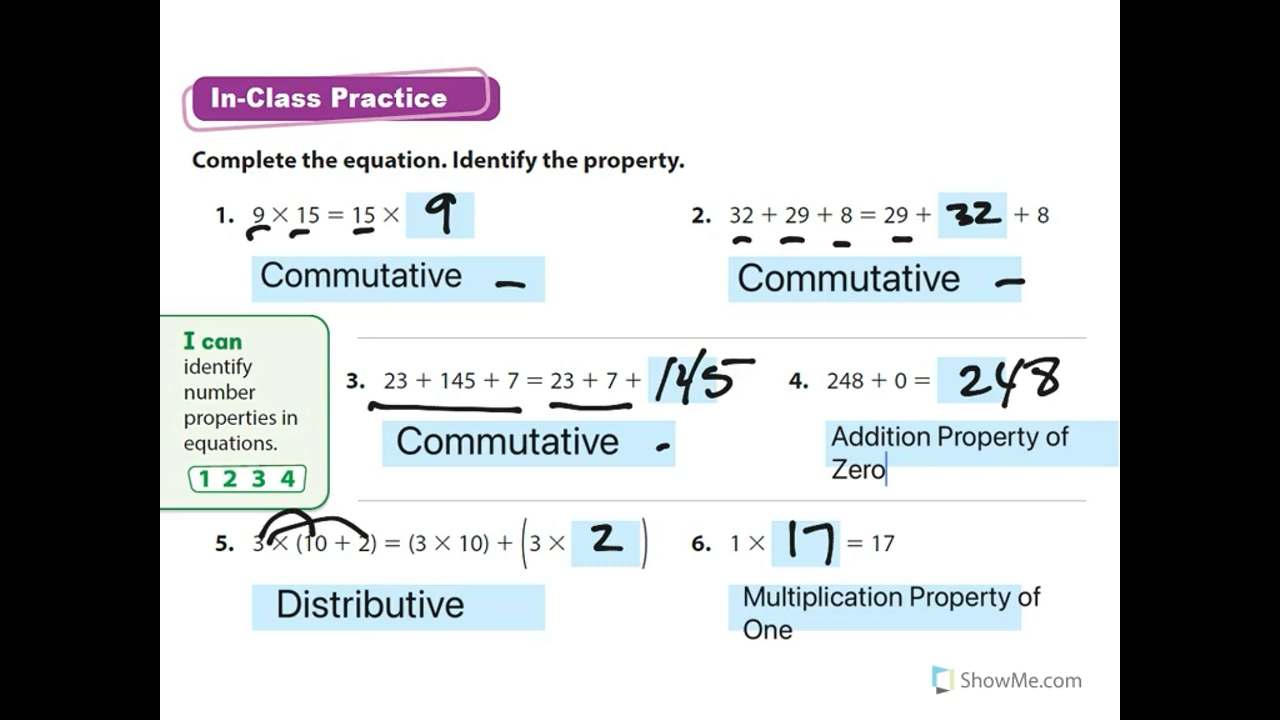 In-Class Practice
Complete the equation. Identify the property.
1. 9 × 15 = 15 × 9
Commutative
2. 32 + 29 + 8 = 29 + 32 + 8
Commutative
I can
identify
number
properties in
equations.
1 2 3 4
3. 23 + 145 + 7 = 23 + 7 + 145
Commutative
4. 248 + 0 = 248
Addition Property of
Zero
5. 3 × (10 + 2) = (3 × 10) + (3 × 2)
Distributive
6. 1 × 17 = 17
Multiplication Property of
One
ShowMe.com